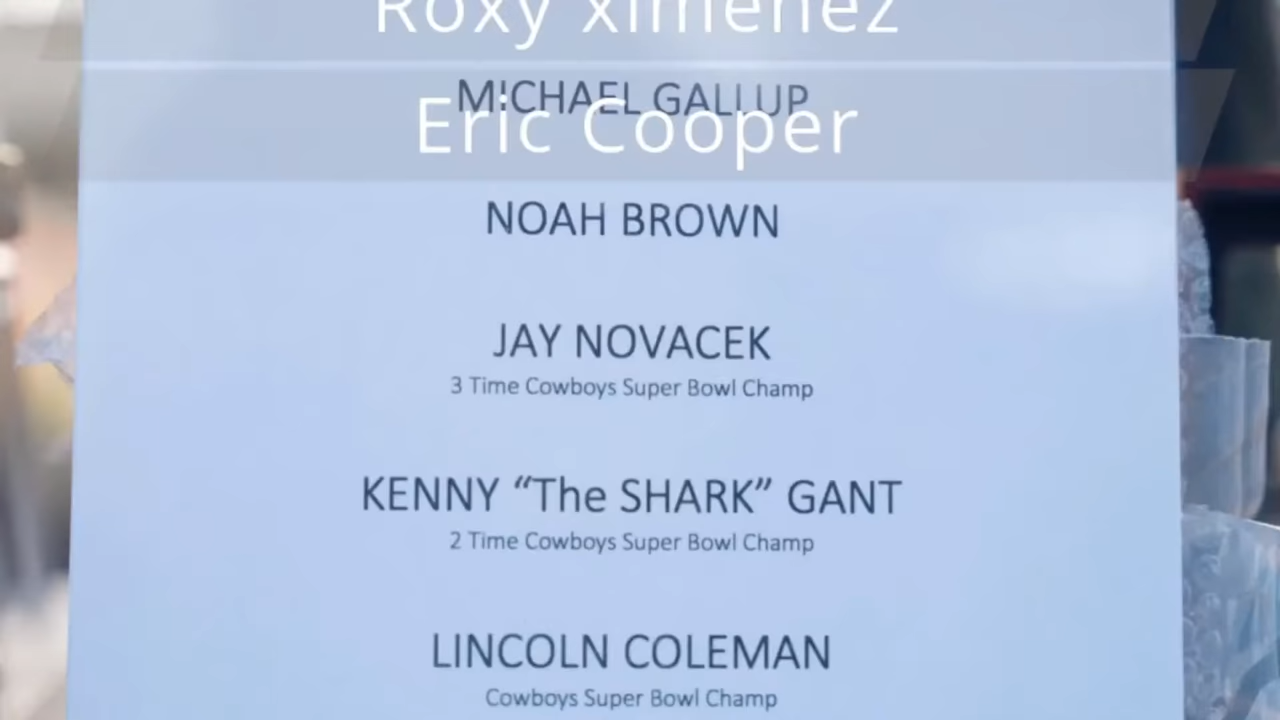 Roxy ximenez
MICHAEL GALLUP
Eric Cooper
NOAH BROWN
JAY NOVACEK
3 Time Cowboys Super Bowl Champ
KENNY “The SHARK” GANT
2 Time Cowboys Super Bowl Champ
LINCOLN COLEMAN
Cowboys Super Bowl Champ